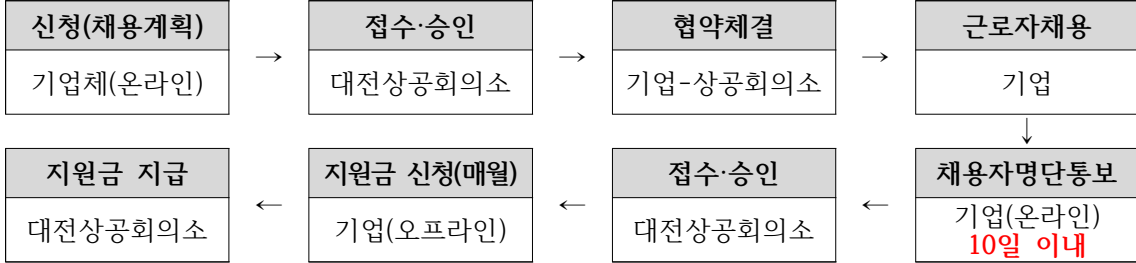 신청(채용계획)
기업체(온라인)
→
접수·승인
대전상공회의소
→
협약체결
기업-상공회의소
→
근로자채용
기업
↓
채용자명단통보
기업(온라인)
10일 이내
←
접수·승인
대전상공회의소
←
지원금 신청(매월)
기업(오프라인)
←
지원금 지급
대전상공회의소